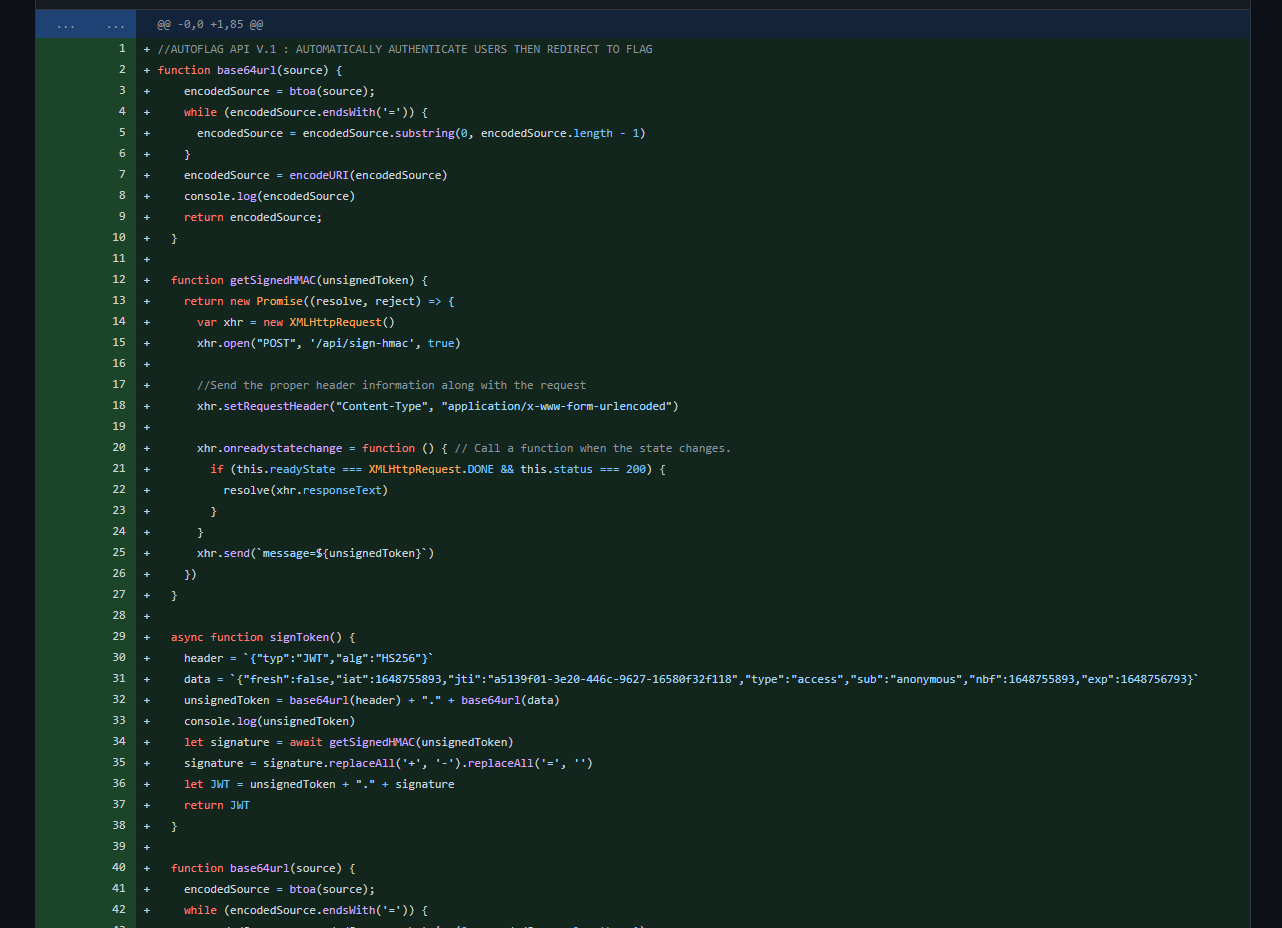 ... ... @@ -0,0 +1,85 @@
1 + //AUTOFLAG API V.1 : AUTOMATICALLY AUTHENTICATE USERS THEN REDIRECT TO FLAG
2 + function base64url(source) {
3 + encodedSource = btoa(source);
4 + while (encodedSource.endsWith('=')) {
5 + encodedSource = encodedSource.substring(0, encodedSource.length - 1)
6 + }
7 + encodedSource = encodeURI(encodedSource)
8 + console.log(encodedSource)
9 + return encodedSource;
10 + }
11 +
12 + function getSignedHMAC(unsignedToken) {
13 + return new Promise((resolve, reject) => {
14 + var xhr = new XMLHttpRequest()
15 + xhr.open("POST", '/api/sign-hmac', true)
16 +
17 + //Send the proper header information along with the request
18 + xhr.setRequestHeader("Content-Type", "application/x-www-form-urlencoded")
19 +
20 + xhr.onreadystatechange = function () { // Call a function when the state changes.
21 + if (this.readyState === XMLHttpRequest.DONE && this.status === 200) {
22 + resolve(xhr.responseText)
23 + }
24 + }
25 + xhr.send(`message=${unsignedToken}`)
26 + })
27 + }
28 +
29 + async function signToken() {
30 + header = `{"typ":"JWT","alg":"HS256"}`
31 + data = `{"fresh":false,"iat":1648755893,"jti":"a5139f01-3e20-446c-9627-16580f32f118","type":"access","sub":"anonymous","nbf":1648755893,"exp":1648756793}`
32 + unsignedToken = base64url(header) + "." + base64url(data)
33 + console.log(unsignedToken)
34 + let signature = await getSignedHMAC(unsignedToken)
35 + signature = signature.replaceAll('+', '-').replaceAll('=', '')
36 + let JWT = unsignedToken + "." + signature
37 + return JWT
38 + }
39 +
40 + function base64url(source) {
41 + encodedSource = btoa(source);
42 + while (encodedSource.endsWith('=')) {